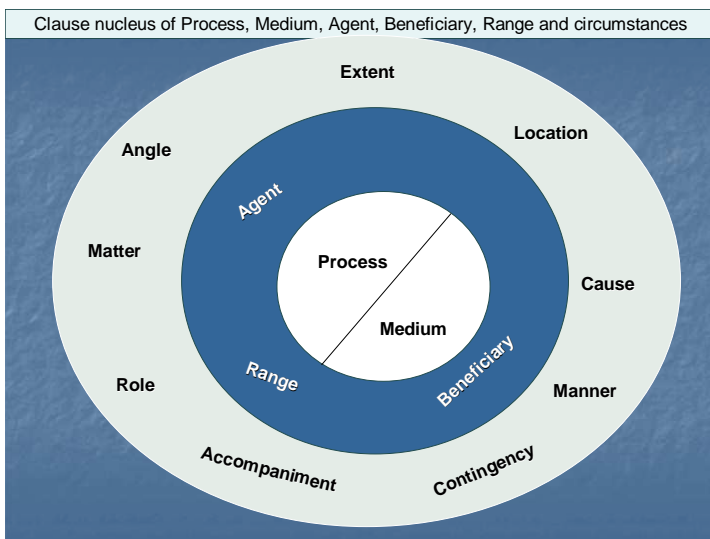 Clause nucleus of Process, Medium, Agent, Beneficiary, Range and circumstances
Extent
Location
Angle
Agent
Matter
Process
Cause
Medium
Range
Beneficiary
Role
Manner
Accompaniment
Contingency